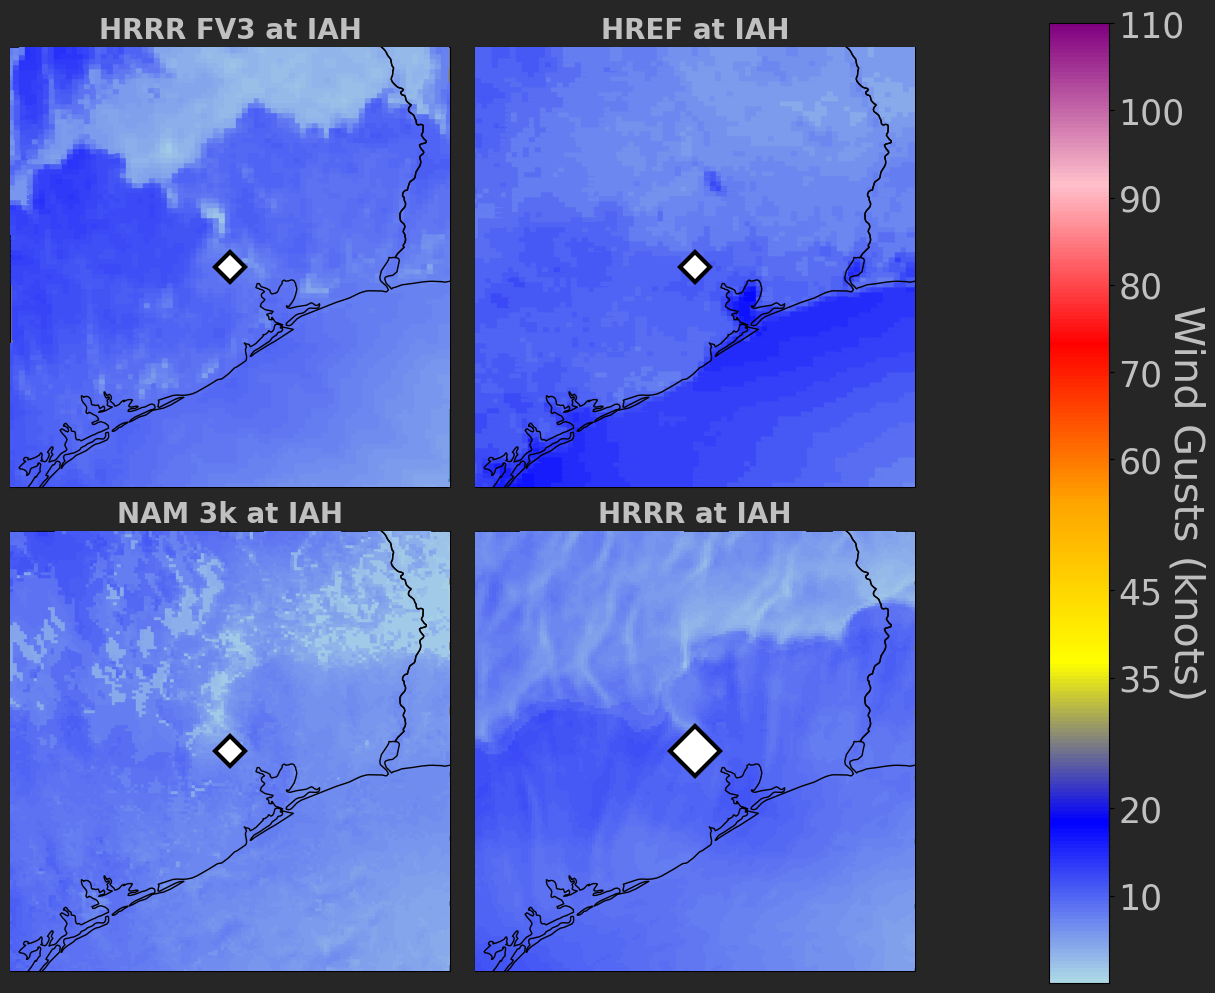 HRRR FV3 at IAH
HREF at IAH
NAM 3k at IAH
HRRR at IAH
110
100
90
80
70
60
45
35
20
10
Wind Gusts (knots)